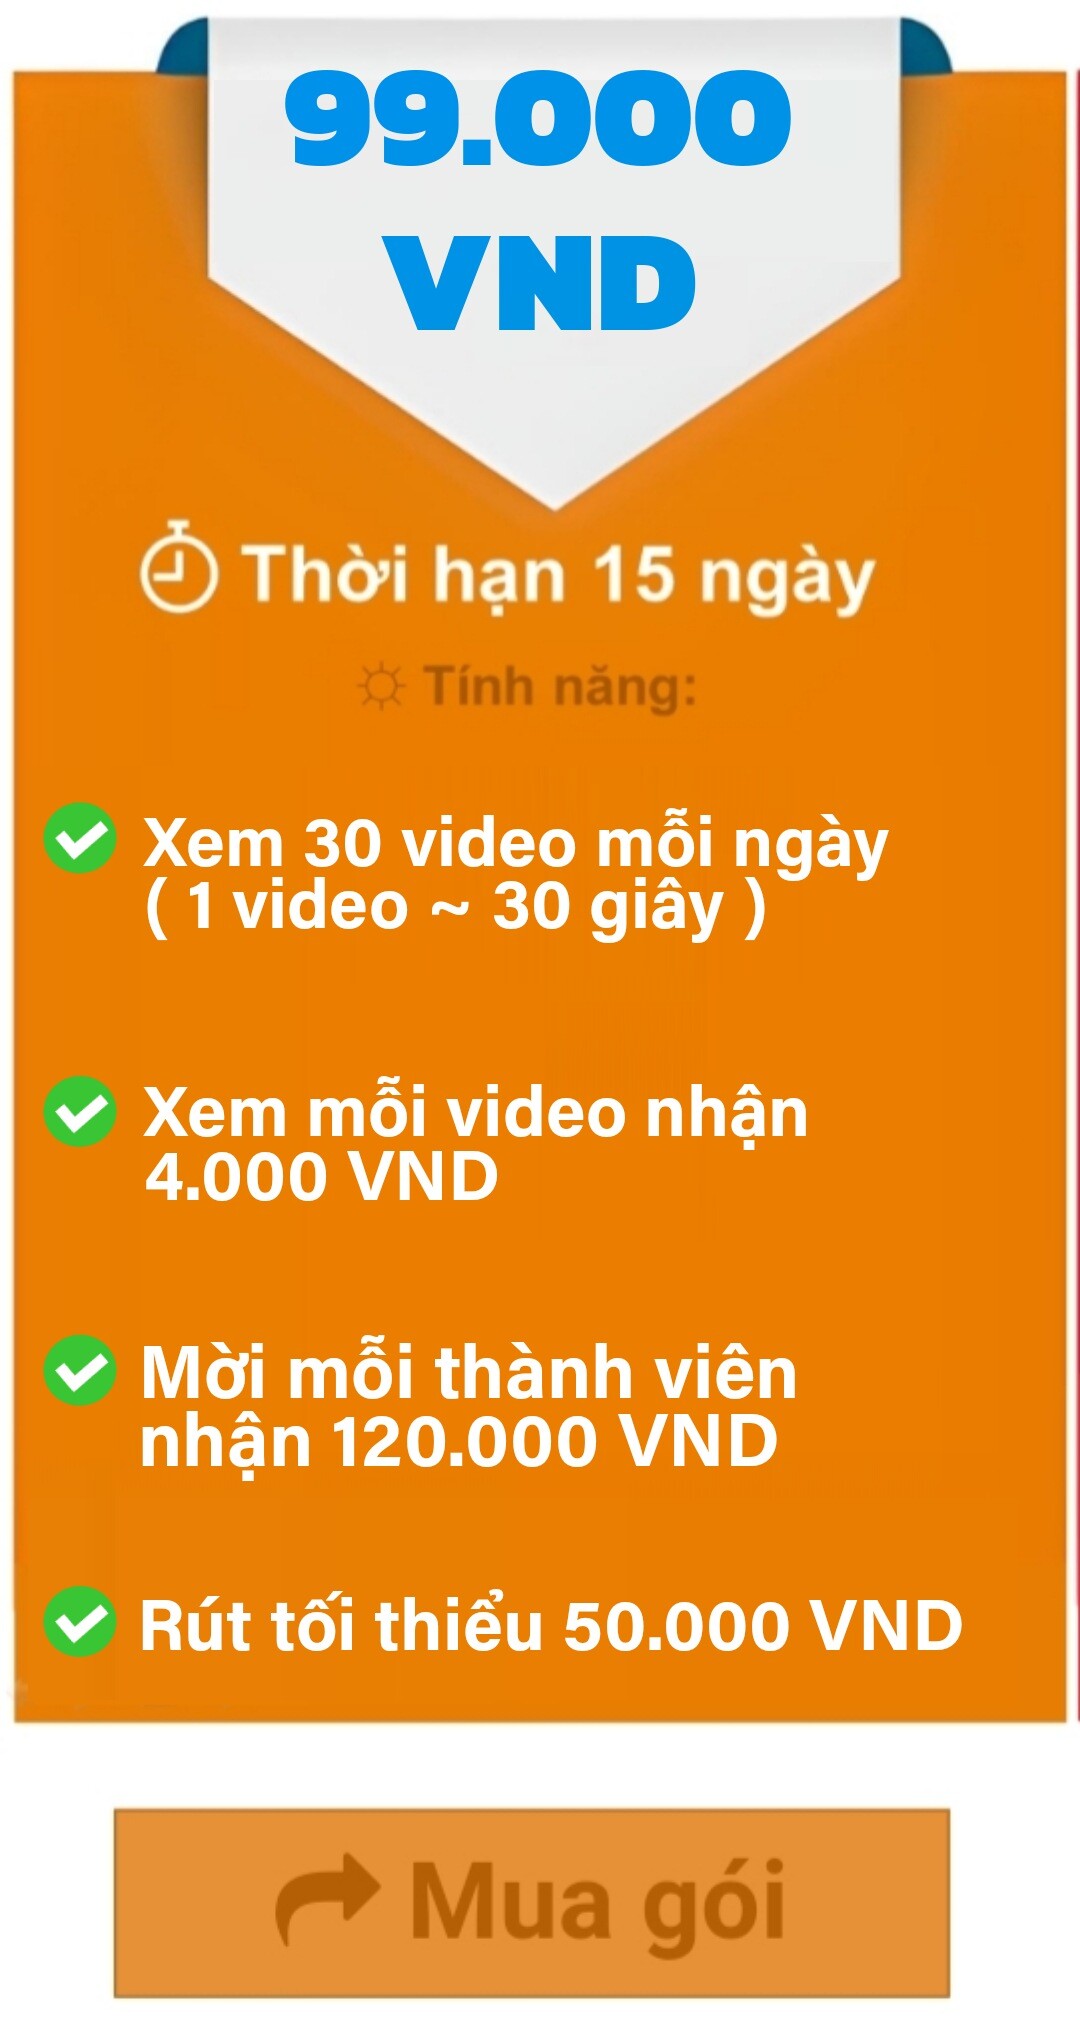 99.000
VND
Thời hạn 15 ngày
Tính năng:
Xem 30 video mỗi ngày
( 1 video ~ 30 giây )
Xem mỗi video nhận
4.000 VND
Mời mỗi thành viên
nhận 120.000 VND
Rút tối thiểu 50.000 VND
Mua gói